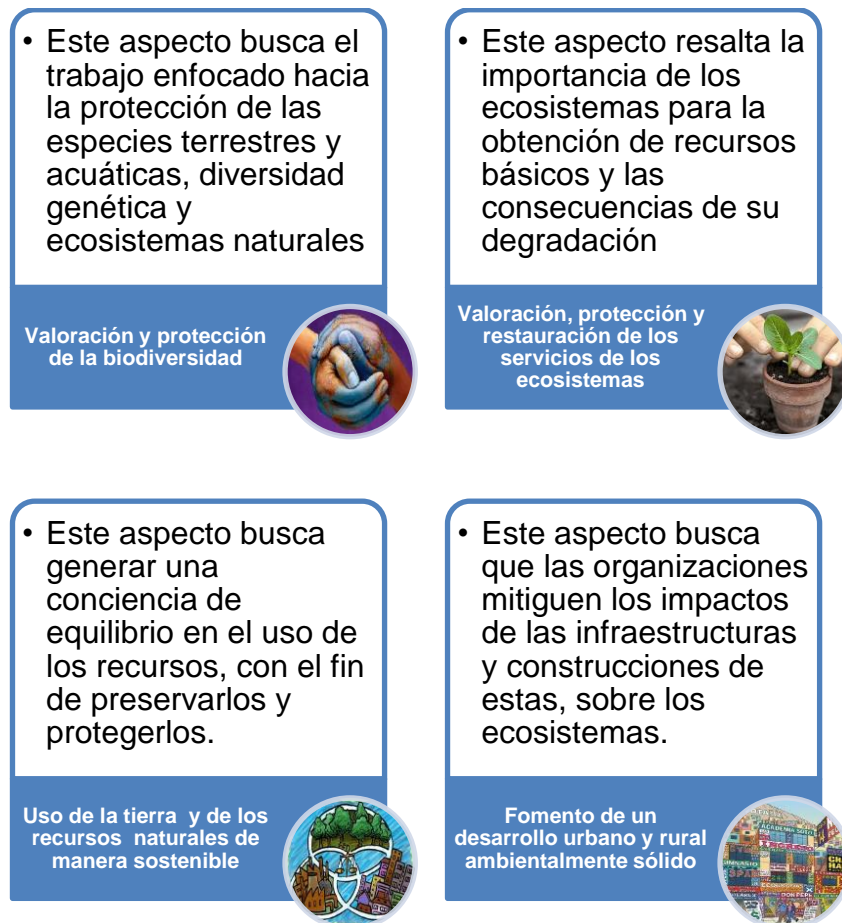 • Este aspecto busca el
trabajo enfocado hacia
la protección de las
especies terrestres y
acuáticas, diversidad
genética y
ecosistemas naturales
Valoración y protección
de la biodiversidad
• Este aspecto resalta la
importancia de los
ecosistemas para la
obtención de recursos
básicos y las
consecuencias de su
degradación
Valoración, protección y
restauración de los
servicios de los
ecosistemas
• Este aspecto busca
generar una
conciencia de
equilibrio en el uso de
los recursos, con el fin
de preservarlos y
protegerlos.
Uso de la tierra y de los
recursos naturales de
manera sostenible
• Este aspecto busca
que las organizaciones
mitiguen los impactos
de las infraestructuras
y construcciones de
estas, sobre los
ecosistemas.
Fomento de un
desarrollo urbano y rural
ambientalmente sólido